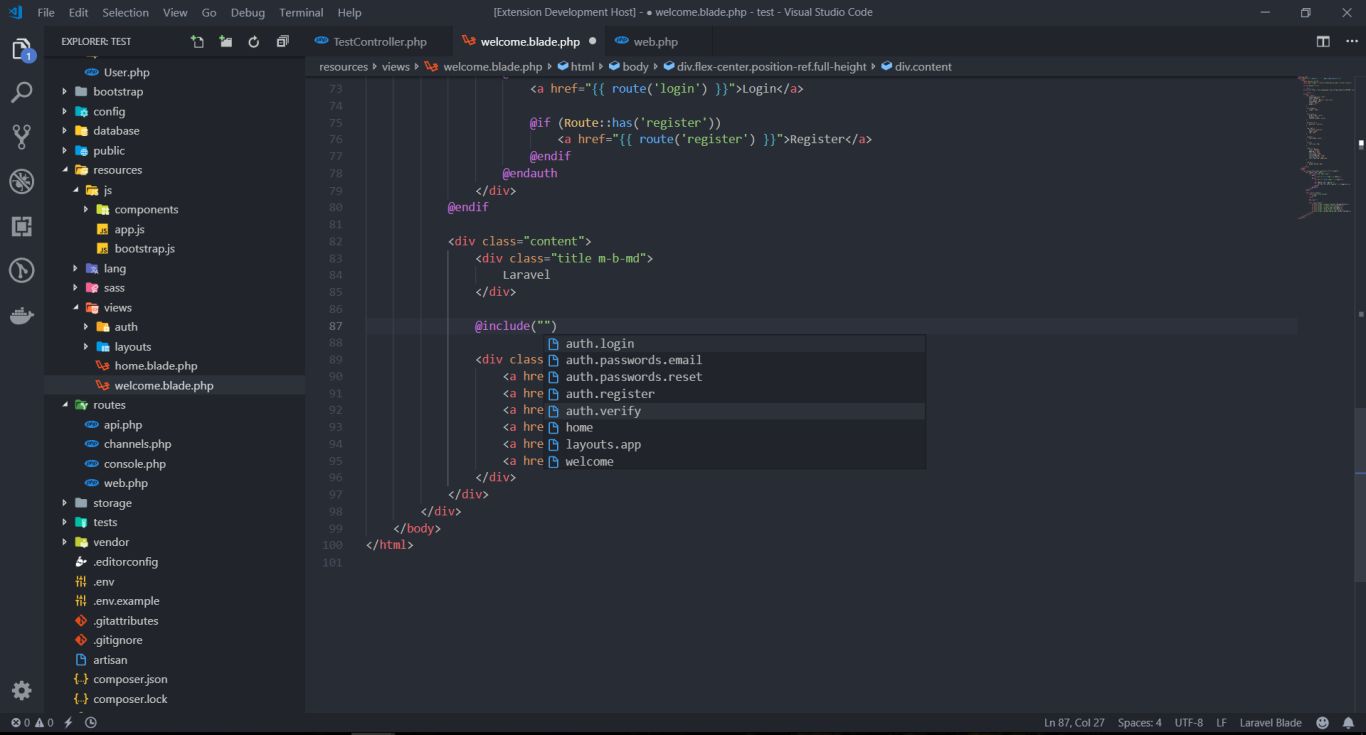 File Edit Selection View Go Debug Terminal Help
[Extension Development Host] - ● welcome.blade.php - test - Visual Studio Code
EXPLORER: TEST
TestController.php
welcome.blade.php ●
web.php
resources views welcome.blade.php html body div.flex-center.position-ref.full-height div.content
1
User.php
bootstrap
config
database
public
resources
js
components
app.js
bootstrap.js
lang
sass
views
auth
layouts
home.blade.php
welcome.blade.php
routes
api.php
channels.php
console.php
web.php
storage
tests
vendor
.editorconfig
.env
.env.example
.gitattributes
.gitignore
artisan
composer.json
composer.lock
73 <a href="{{ route('login') }}">Login</a>
74
75 @if (Route::has('register'))
76 <a href="{{ route('register') }}">Register</a>
77 @endif
78 @endauth
79 </div>
80 @endif
81
82 <div class="content">
83 <div class="title m-b-md">
84 Laravel
85 </div>
86
87 @include("")
88
89 <div class
90 <a hre
91 <a hre
92 <a hre
93 <a hre
94 <a hre
95 <a hre
96 </div>
97 </div>
98 </div>
99 </body>
100 </html>
101
auth.login
auth.passwords.email
auth.passwords.reset
auth.register
auth.verify
home
layouts.app
welcome
0 0
Ln 87, Col 27 Spaces: 4 UTF-8 LF Laravel Blade